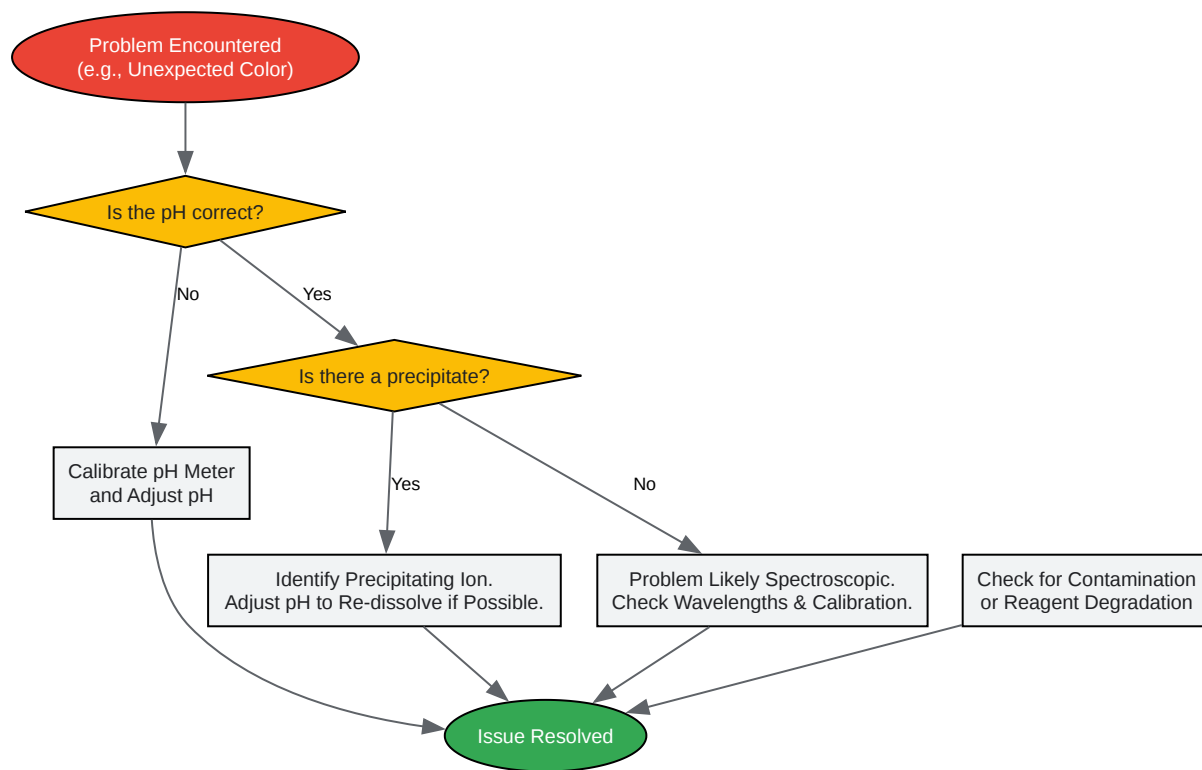 Problem Encountered
(e.g., Unexpected Color)
Is the pH correct?
No
Yes
Is there a precipitate?
Calibrate pH Meter
and Adjust pH
Yes
No
Identify Precipitating Ion.
Adjust pH to Re-dissolve if Possible.
Problem Likely Spectroscopic.
Check Wavelengths & Calibration.
Check for Contamination
or Reagent Degradation
Issue Resolved